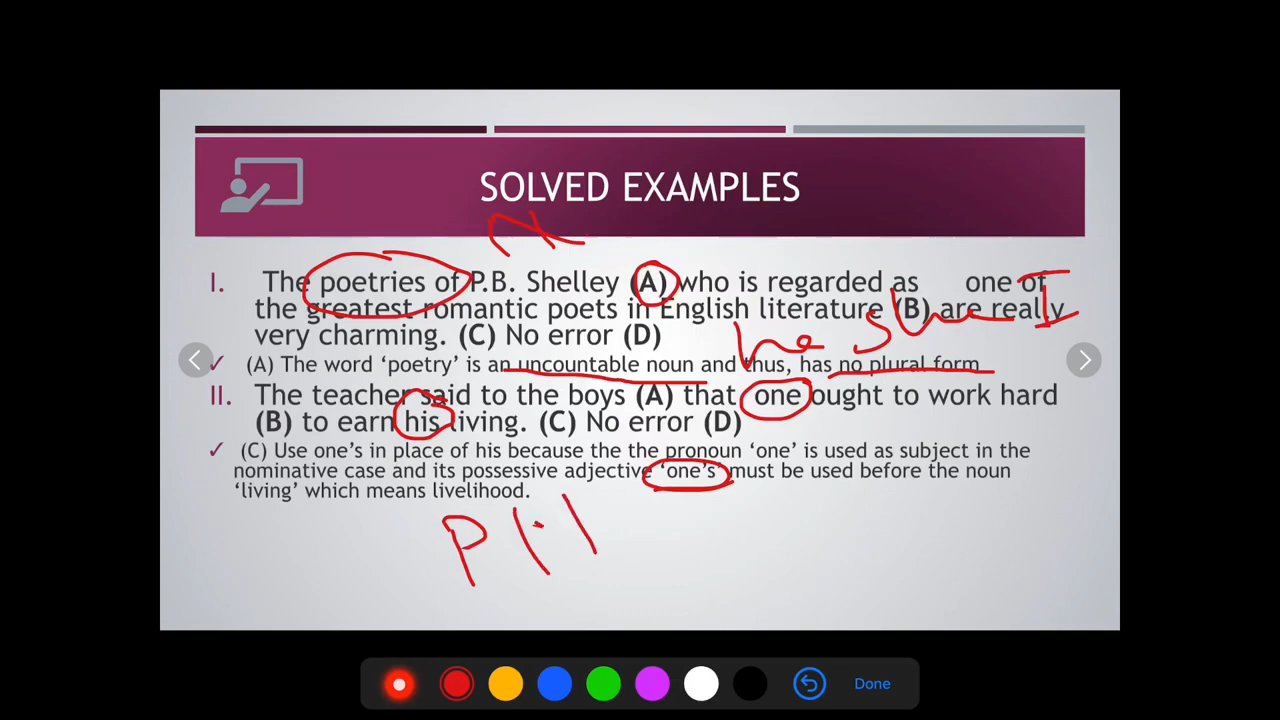 SOLVED EXAMPLES
I. The poetries of P.B. Shelley (A) who is regarded as one of
the greatest romantic poets in English literature (B) are really
very charming. (C) No error (D)
✓ (A) The word ‘poetry’ is an uncountable noun and thus, has no plural form
he she I
II. The teacher said to the boys (A) that one ought to work hard
(B) to earn his living. (C) No error (D)
✓ (C) Use one’s in place of his because the the pronoun ‘one’ is used as subject in the
nominative case and its possessive adjective ‘one’s’ must be used before the noun
‘living’ which means livelihood.
Done